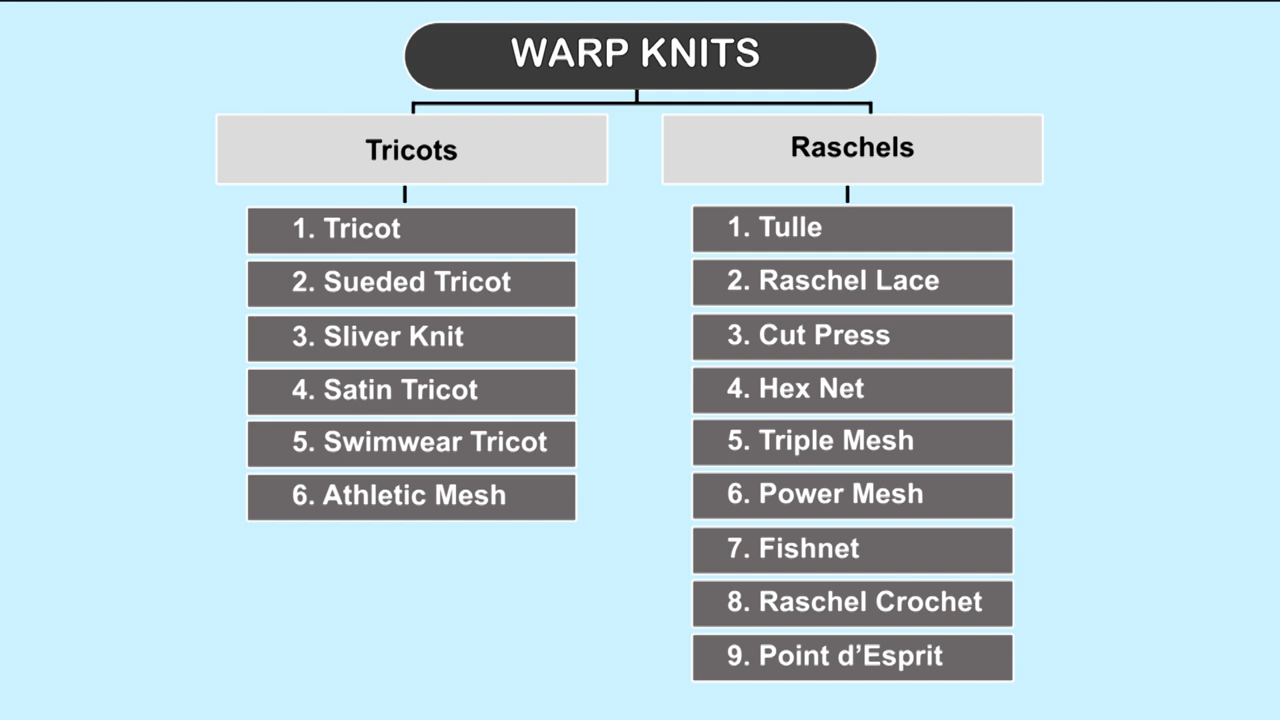 WARP KNITS
Tricots
1. Tricot
2. Sueded Tricot
3. Sliver Knit
4. Satin Tricot
5. Swimwear Tricot
6. Athletic Mesh
Raschels
1. Tulle
2. Raschel Lace
3. Cut Press
4. Hex Net
5. Triple Mesh
6. Power Mesh
7. Fishnet
8. Raschel Crochet
9. Point d’Esprit